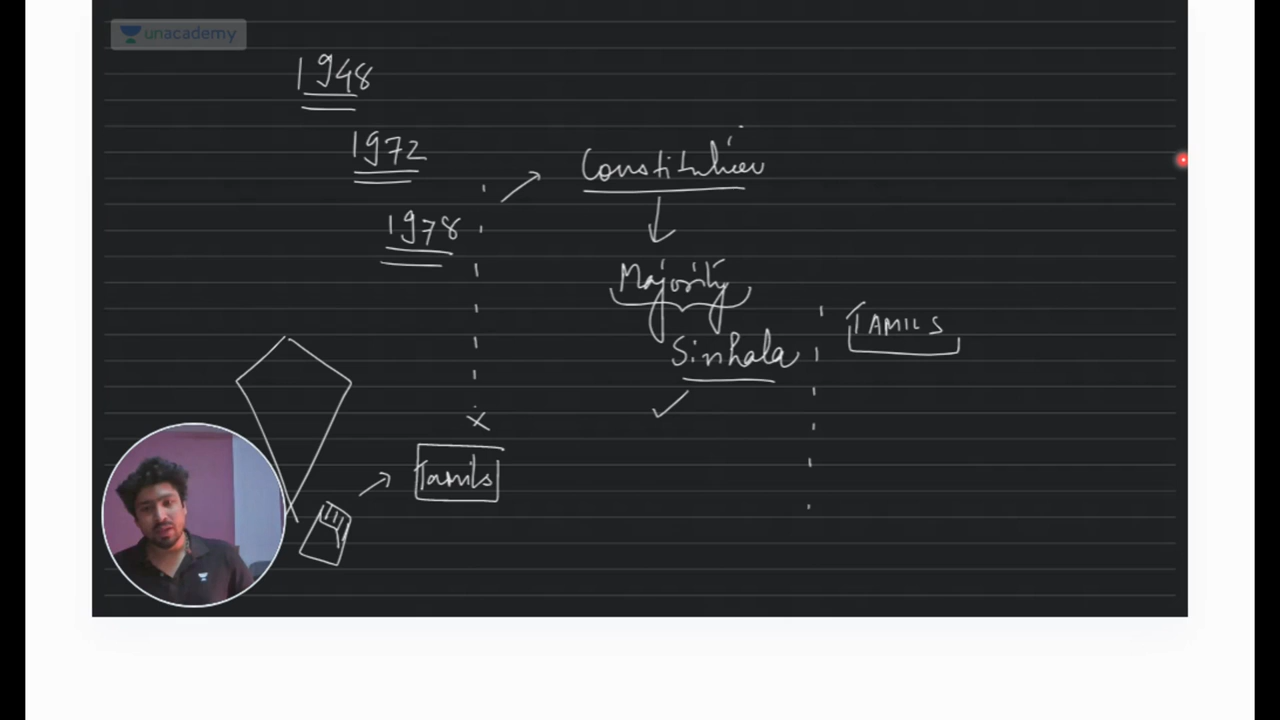 unacademy
1948
1972
Constitution
1978
Majority
TAMILS
Sinhala
Tamils